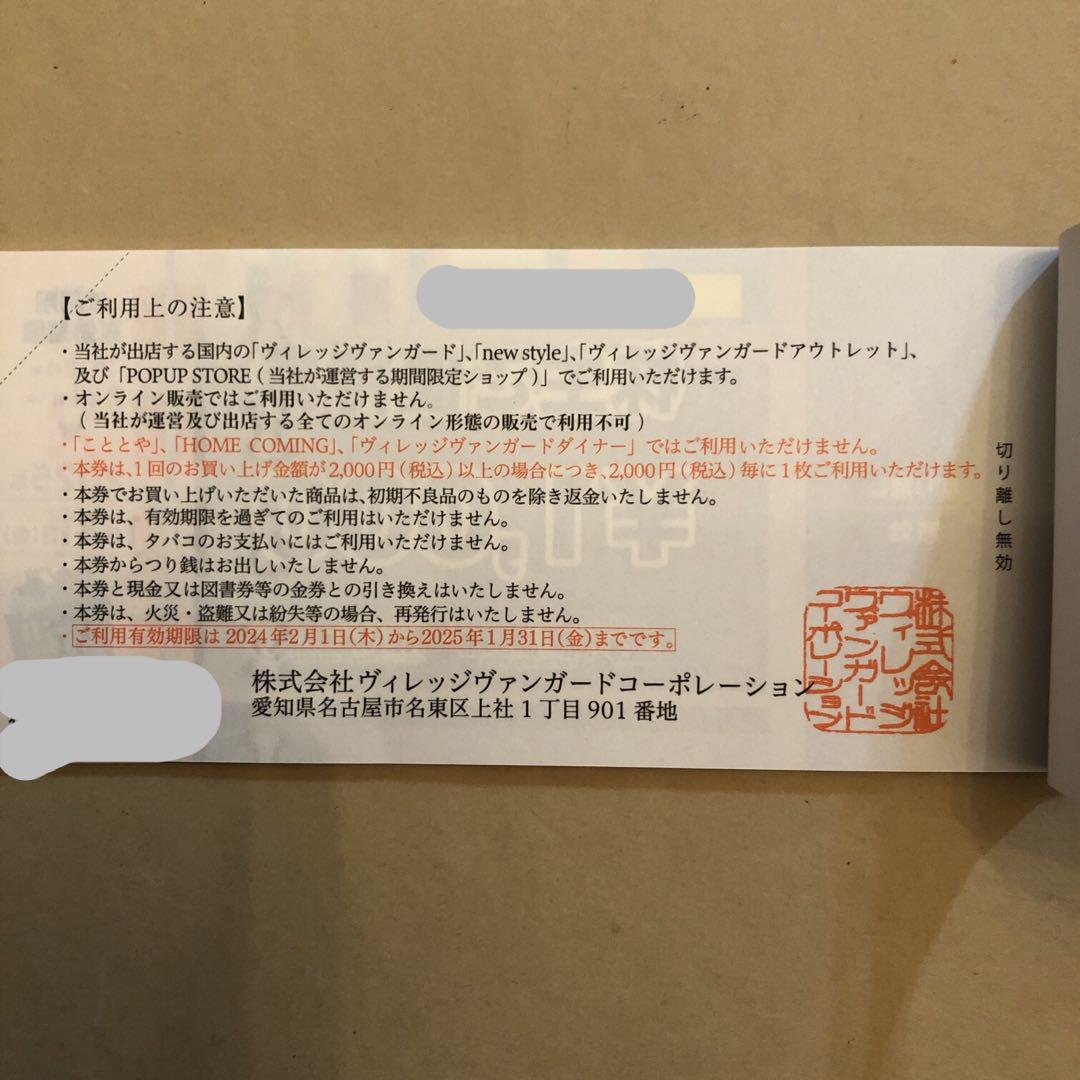 【ご利用上の注意】
・当社が出店する国内の「ヴィレッジヴァンガード」、「new style」、「ヴィレッジヴァンガードアウトレット」、
及び「POPUP STORE ( 当社が運営する期間限定ショップ )」でご利用いただけます。
・オンライン販売ではご利用いただけません。
( 当社が運営及び出店する全てのオンライン形態の販売で利用不可 )
・「こととや」、「HOME COMING」、「ヴィレッジヴァンガードダイナー」ではご利用いただけません。
・本券は、1回のお買い上げ金額が2,000円(税込)以上の場合につき、2,000円(税込)毎に1枚ご利用いただけます。
・本券でお買い上げいただいた商品は、初期不良品のものを除き返金いたしません。
・本券は、有効期限を過ぎてのご利用はいただけません。
・本券は、タバコのお支払いにはご利用いただけません。
・本券からつり銭はお出しいたしません。
・本券と現金又は図書券等の金券との引き換えはいたしません。
・本券は、火災・盗難又は紛失等の場合、再発行はいたしません。
・ご利用有効期限は 2024年2月1日(木)から2025年1月31日(金)までです。
株式会社ヴィレッジヴァンガードコーポレーション
愛知県名古屋市名東区上社1丁目901番地
株式会社
ヴィレッジ
ヴァンガード
コーポレーション
切り離し無効